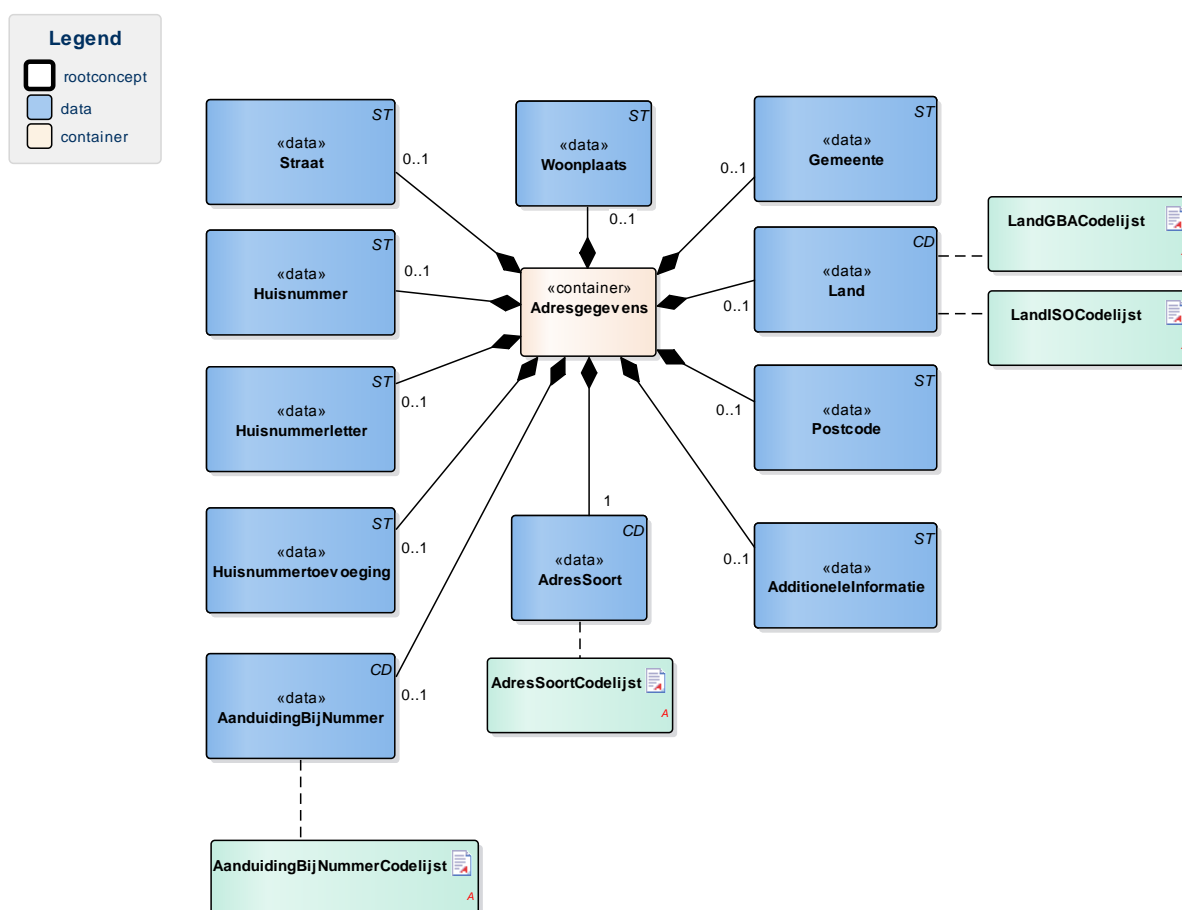 Legend
rootconcept
data
container
ST
«data»
Straat
0..1
ST
«data»
Woonplaats
0..1
ST
«data»
Gemeente
0..1
ST
«data»
Huisnummer
0..1
«container»
Adresgegevens
CD
«data»
Land
0..1
LandGBACodelijst
LandISOCodelijst
ST
«data»
Huisnummerletter
0..1
ST
«data»
Postcode
0..1
ST
«data»
Huisnummertoevoeging
0..1
1
CD
«data»
AdresSoort
ST
«data»
AdditioneleInformatie
0..1
CD
«data»
AanduidingBijNummer
0..1
AdresSoortCodelijst
A
AanduidingBijNummerCodelijst
A